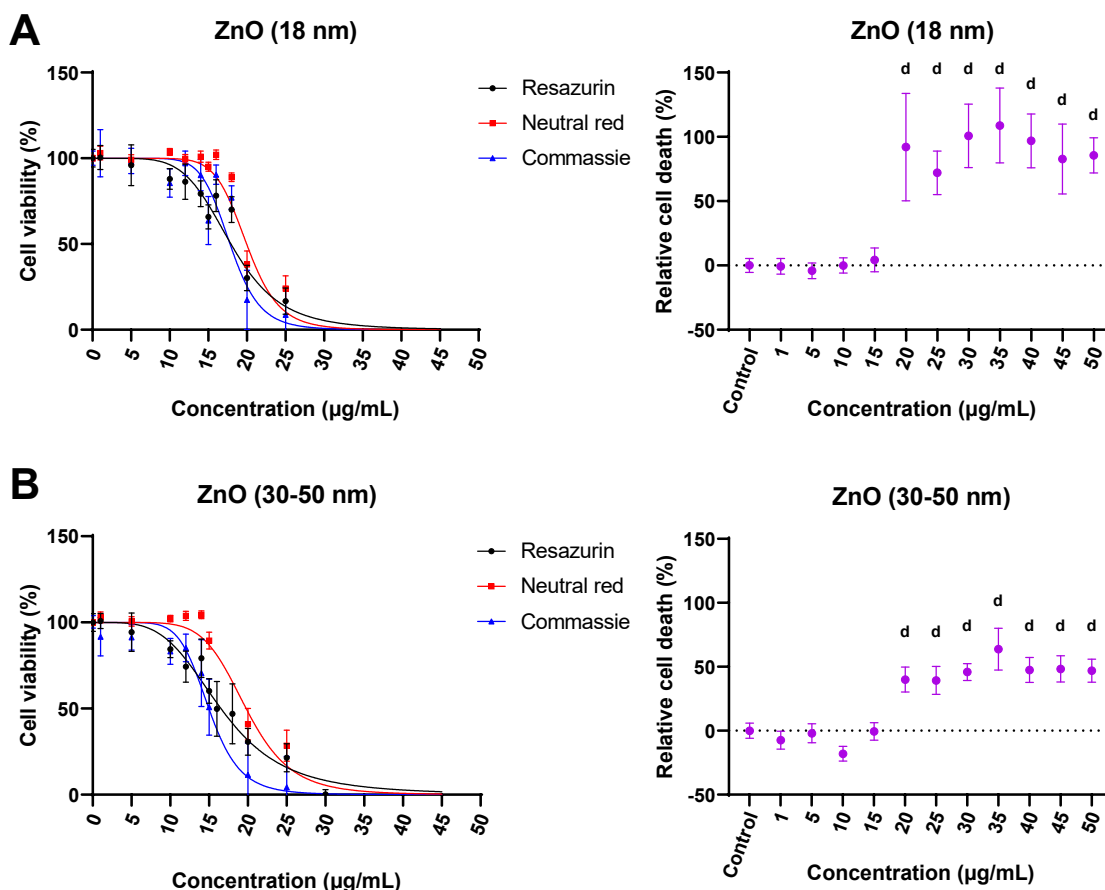 A
ZnO (18 nm)
Cell viability (%)
150
100
50
0
0 5 10 15 20 25 30 35 40 45 50
Concentration (µg/mL)
Resazurin
Neutral red
Commassie
ZnO (18 nm)
Relative cell death (%)
150
100
50
0
-50
d d d d d d d
Control 1 5 10 15 20 25 30 35 40 45 50
Concentration (µg/mL)
B
ZnO (30-50 nm)
Cell viability (%)
150
100
50
0
0 5 10 15 20 25 30 35 40 45 50
Concentration (µg/mL)
Resazurin
Neutral red
Commassie
ZnO (30-50 nm)
Relative cell death (%)
150
100
50
0
-50
d d d d d d d
Control 1 5 10 15 20 25 30 35 40 45 50
Concentration (µg/mL)